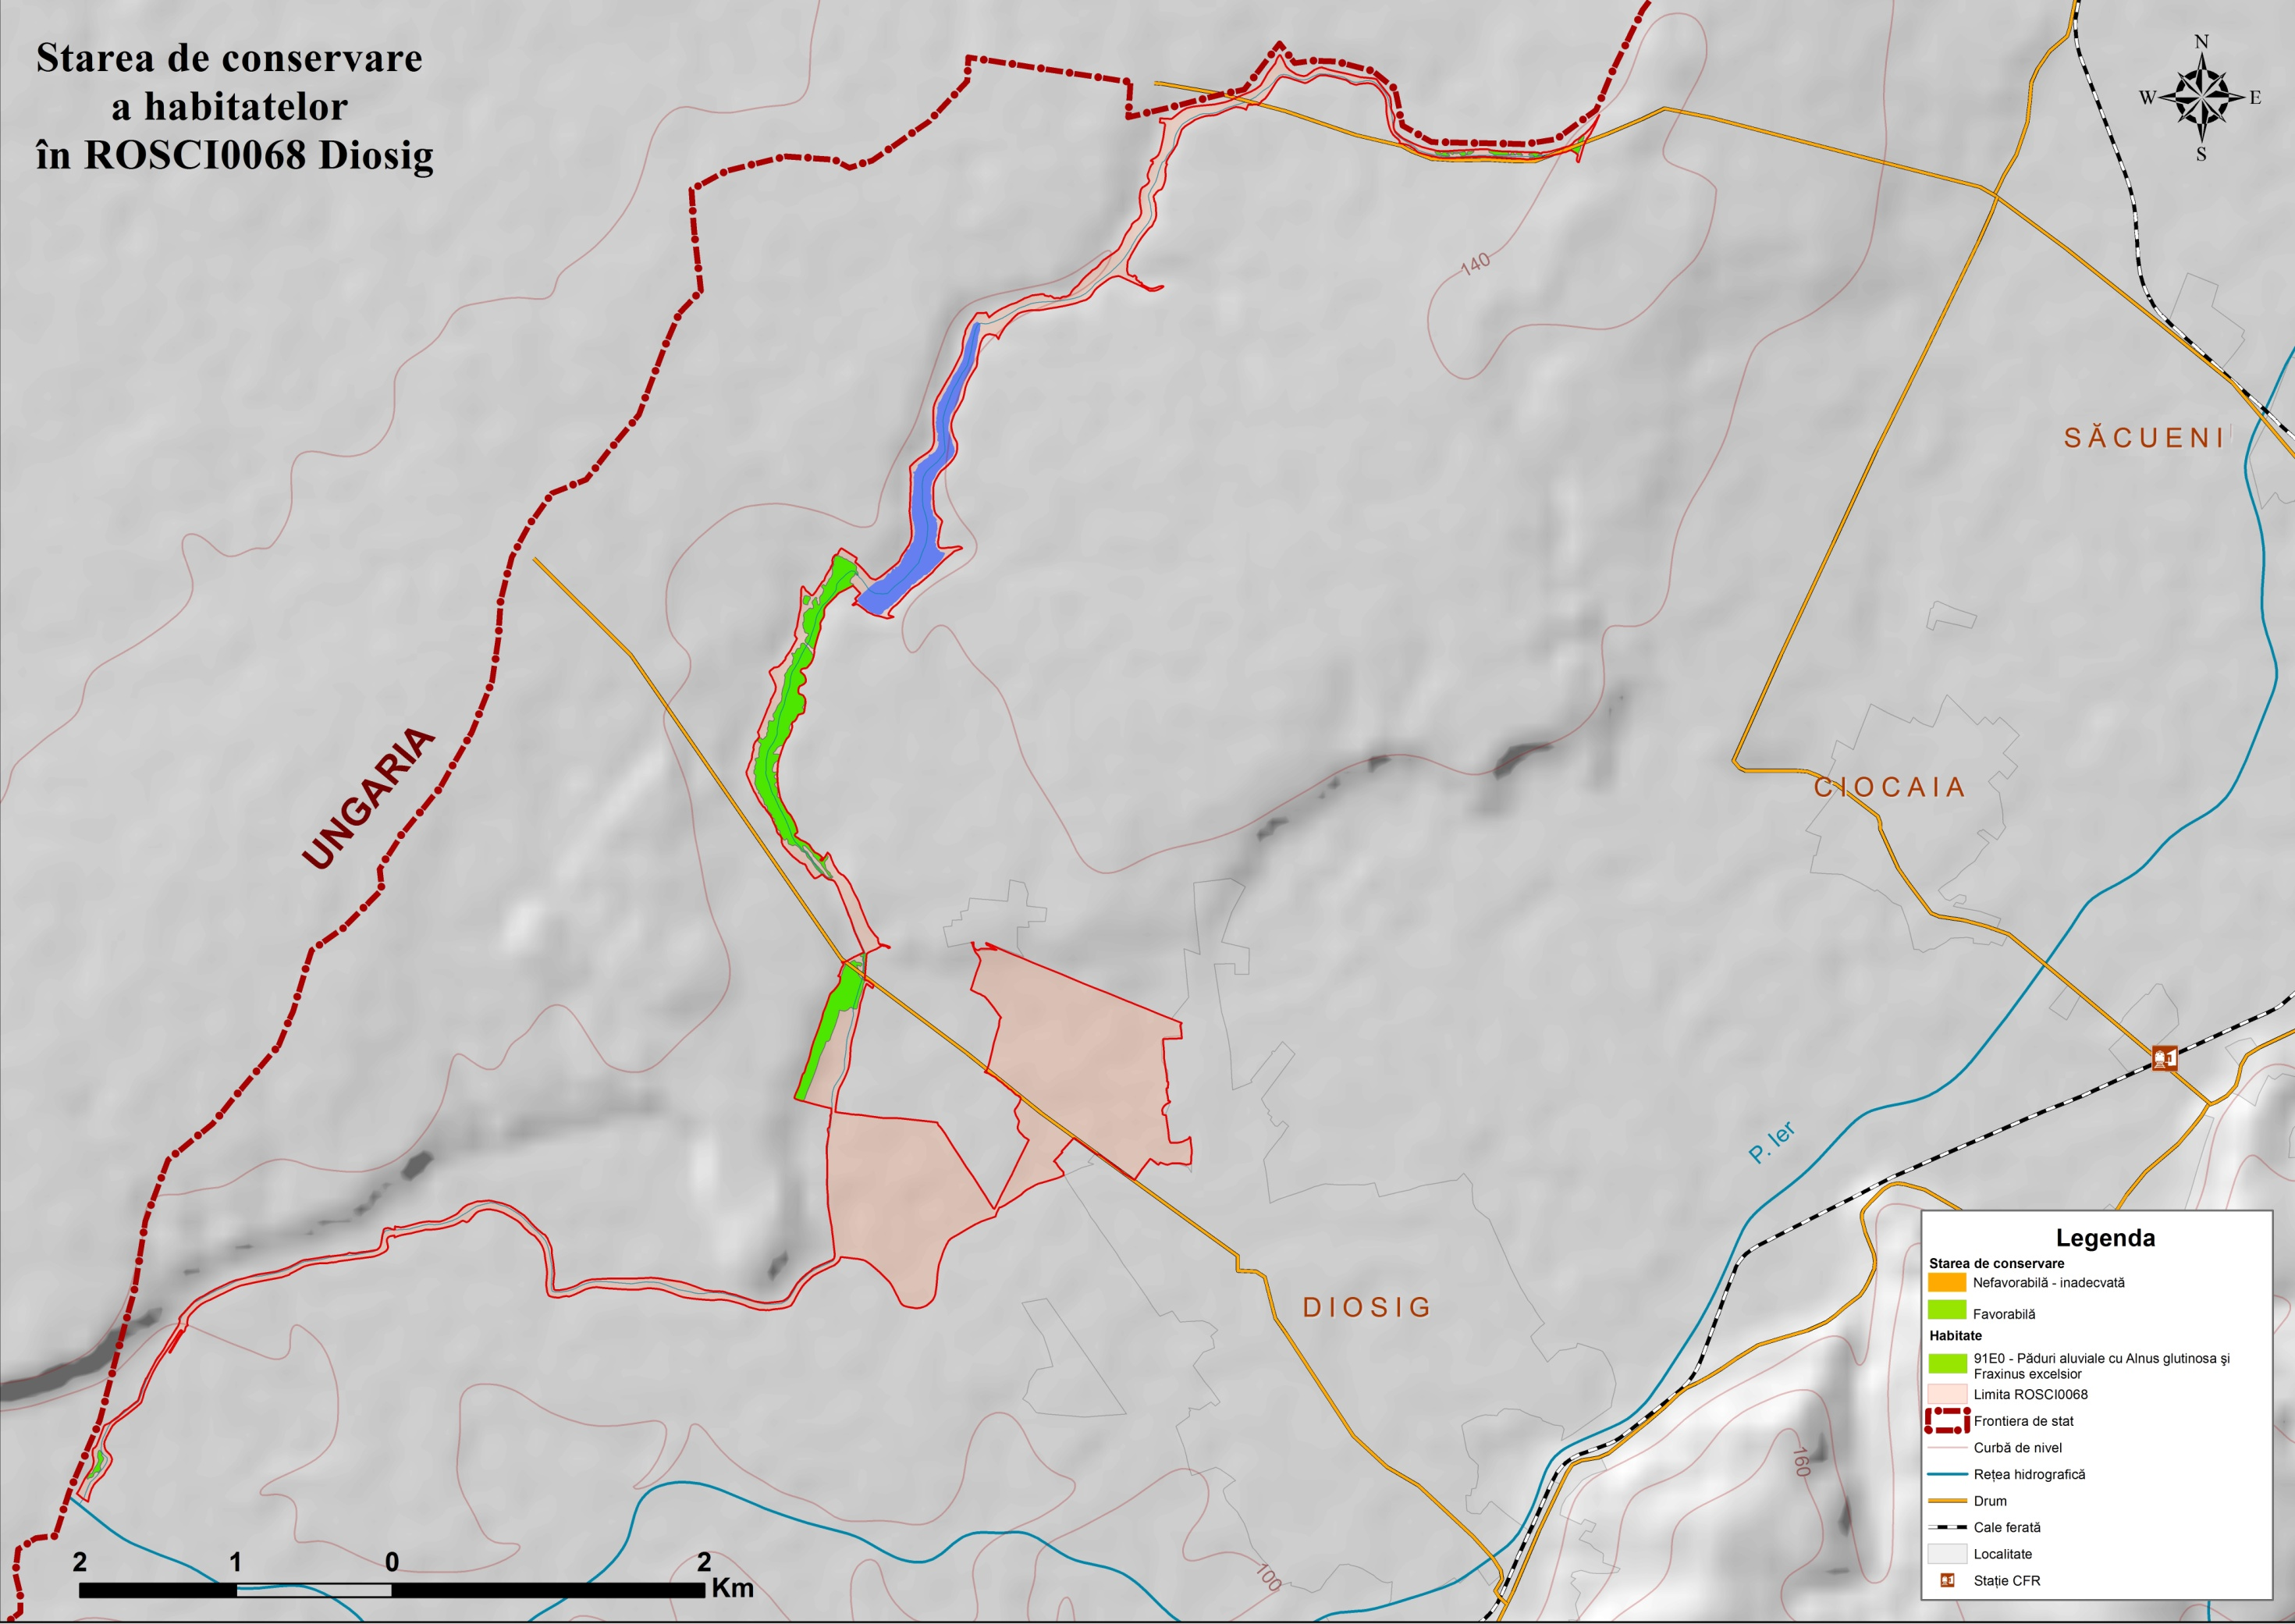 Starea de conservare
a habitatelor
în ROSCI0068 Diosig
N
W
E
S
140
SĂCUENI
UNGARIA
CIOCAIA
P. Ier
DIOSIG
160
100
2
1
0
2
Km
Legenda
Starea de conservare
Nefavorabilă - inadecvată
Favorabilă
Habitate
91E0 - Păduri aluviale cu Alnus glutinosa şi
Fraxinus excelsior
Limita ROSCI0068
Frontiera de stat
Curbă de nivel
Rețea hidrografică
Drum
Cale ferată
Localitate
Stație CFR